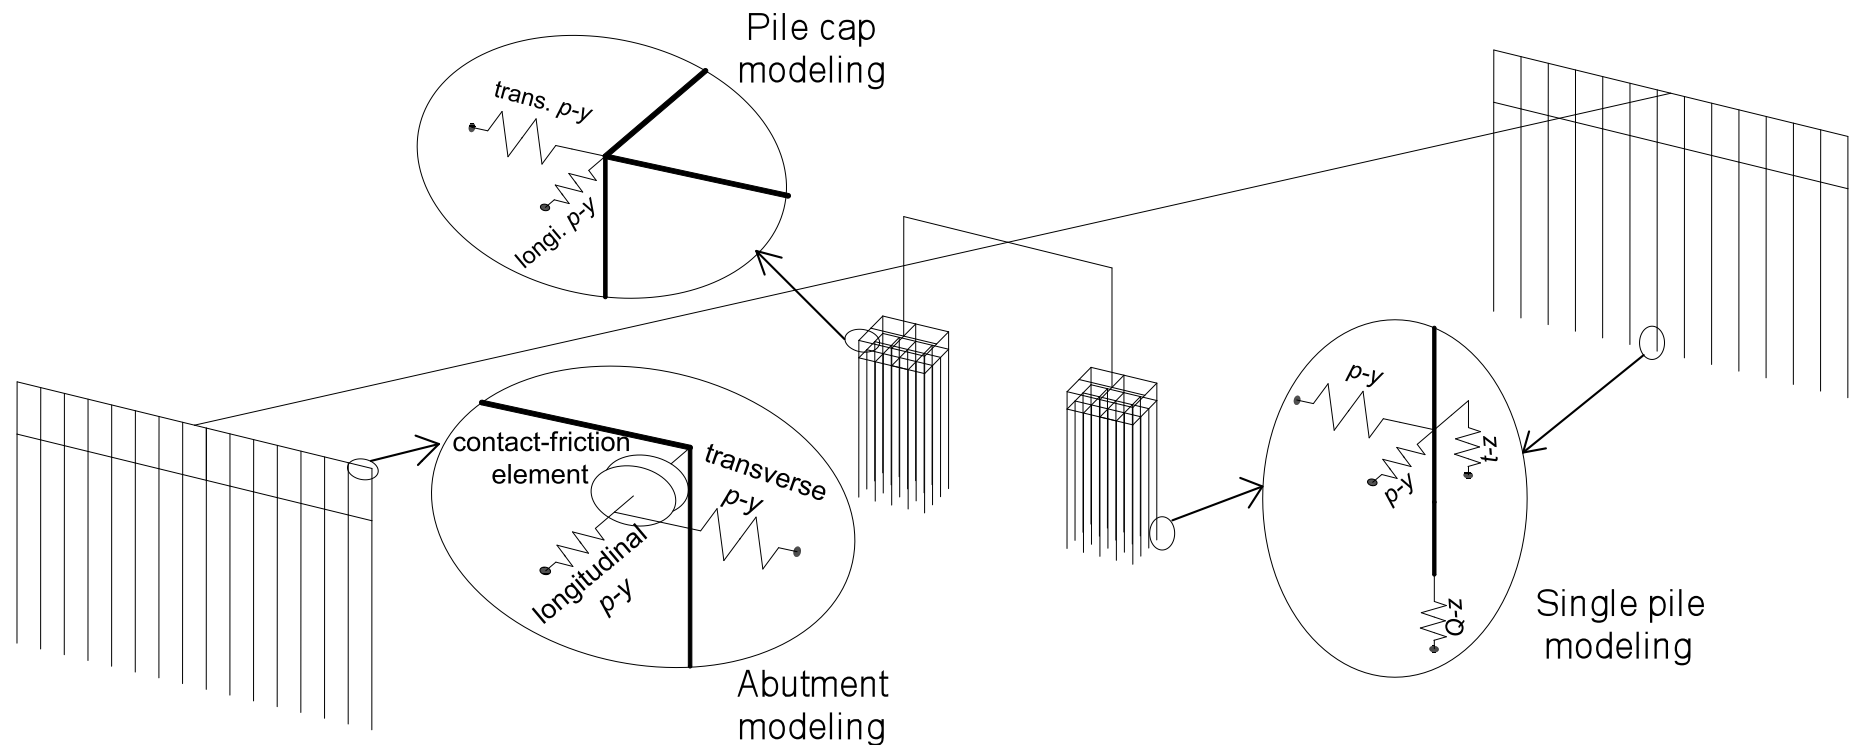 Pile cap
modeling
trans. p-y
longi. p-y
contact-friction
element
transverse
p-y
longitudinal
p-y
Abutment
modeling
p-y
p-y
t-z
Q-z
Single pile
modeling